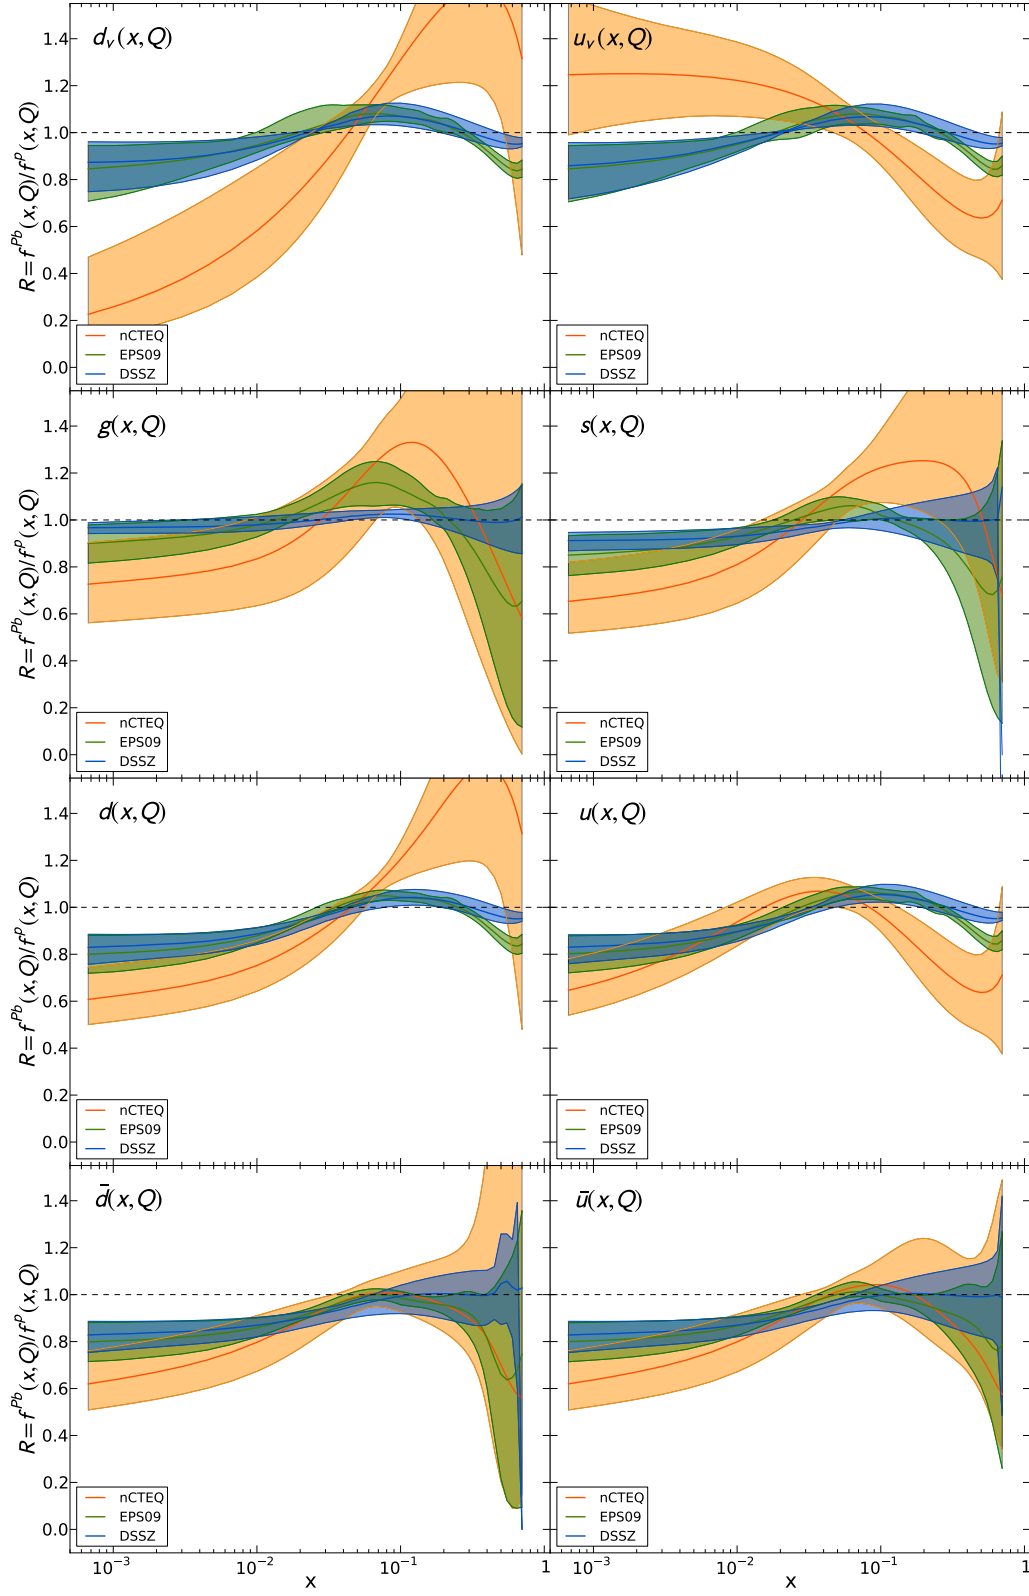 d_v(x,Q)
u_v(x,Q)
R=f^{Pb}(x,Q)/f^p(x,Q)
1.4
1.2
1.0
0.8
0.6
0.4
0.2
0.0
nCTEQ
EPS09
DSSZ
nCTEQ
EPS09
DSSZ
g(x,Q)
s(x,Q)
R=f^{Pb}(x,Q)/f^p(x,Q)
1.4
1.2
1.0
0.8
0.6
0.4
0.2
0.0
nCTEQ
EPS09
DSSZ
nCTEQ
EPS09
DSSZ
d(x,Q)
u(x,Q)
R=f^{Pb}(x,Q)/f^p(x,Q)
1.4
1.2
1.0
0.8
0.6
0.4
0.2
0.0
nCTEQ
EPS09
DSSZ
nCTEQ
EPS09
DSSZ
d̄(x,Q)
ū(x,Q)
R=f^{Pb}(x,Q)/f^p(x,Q)
1.4
1.2
1.0
0.8
0.6
0.4
0.2
0.0
nCTEQ
EPS09
DSSZ
nCTEQ
EPS09
DSSZ
10^{−3} 10^{−2} 10^{−1} 1
10^{−3} 10^{−2} 10^{−1} 1
x
x